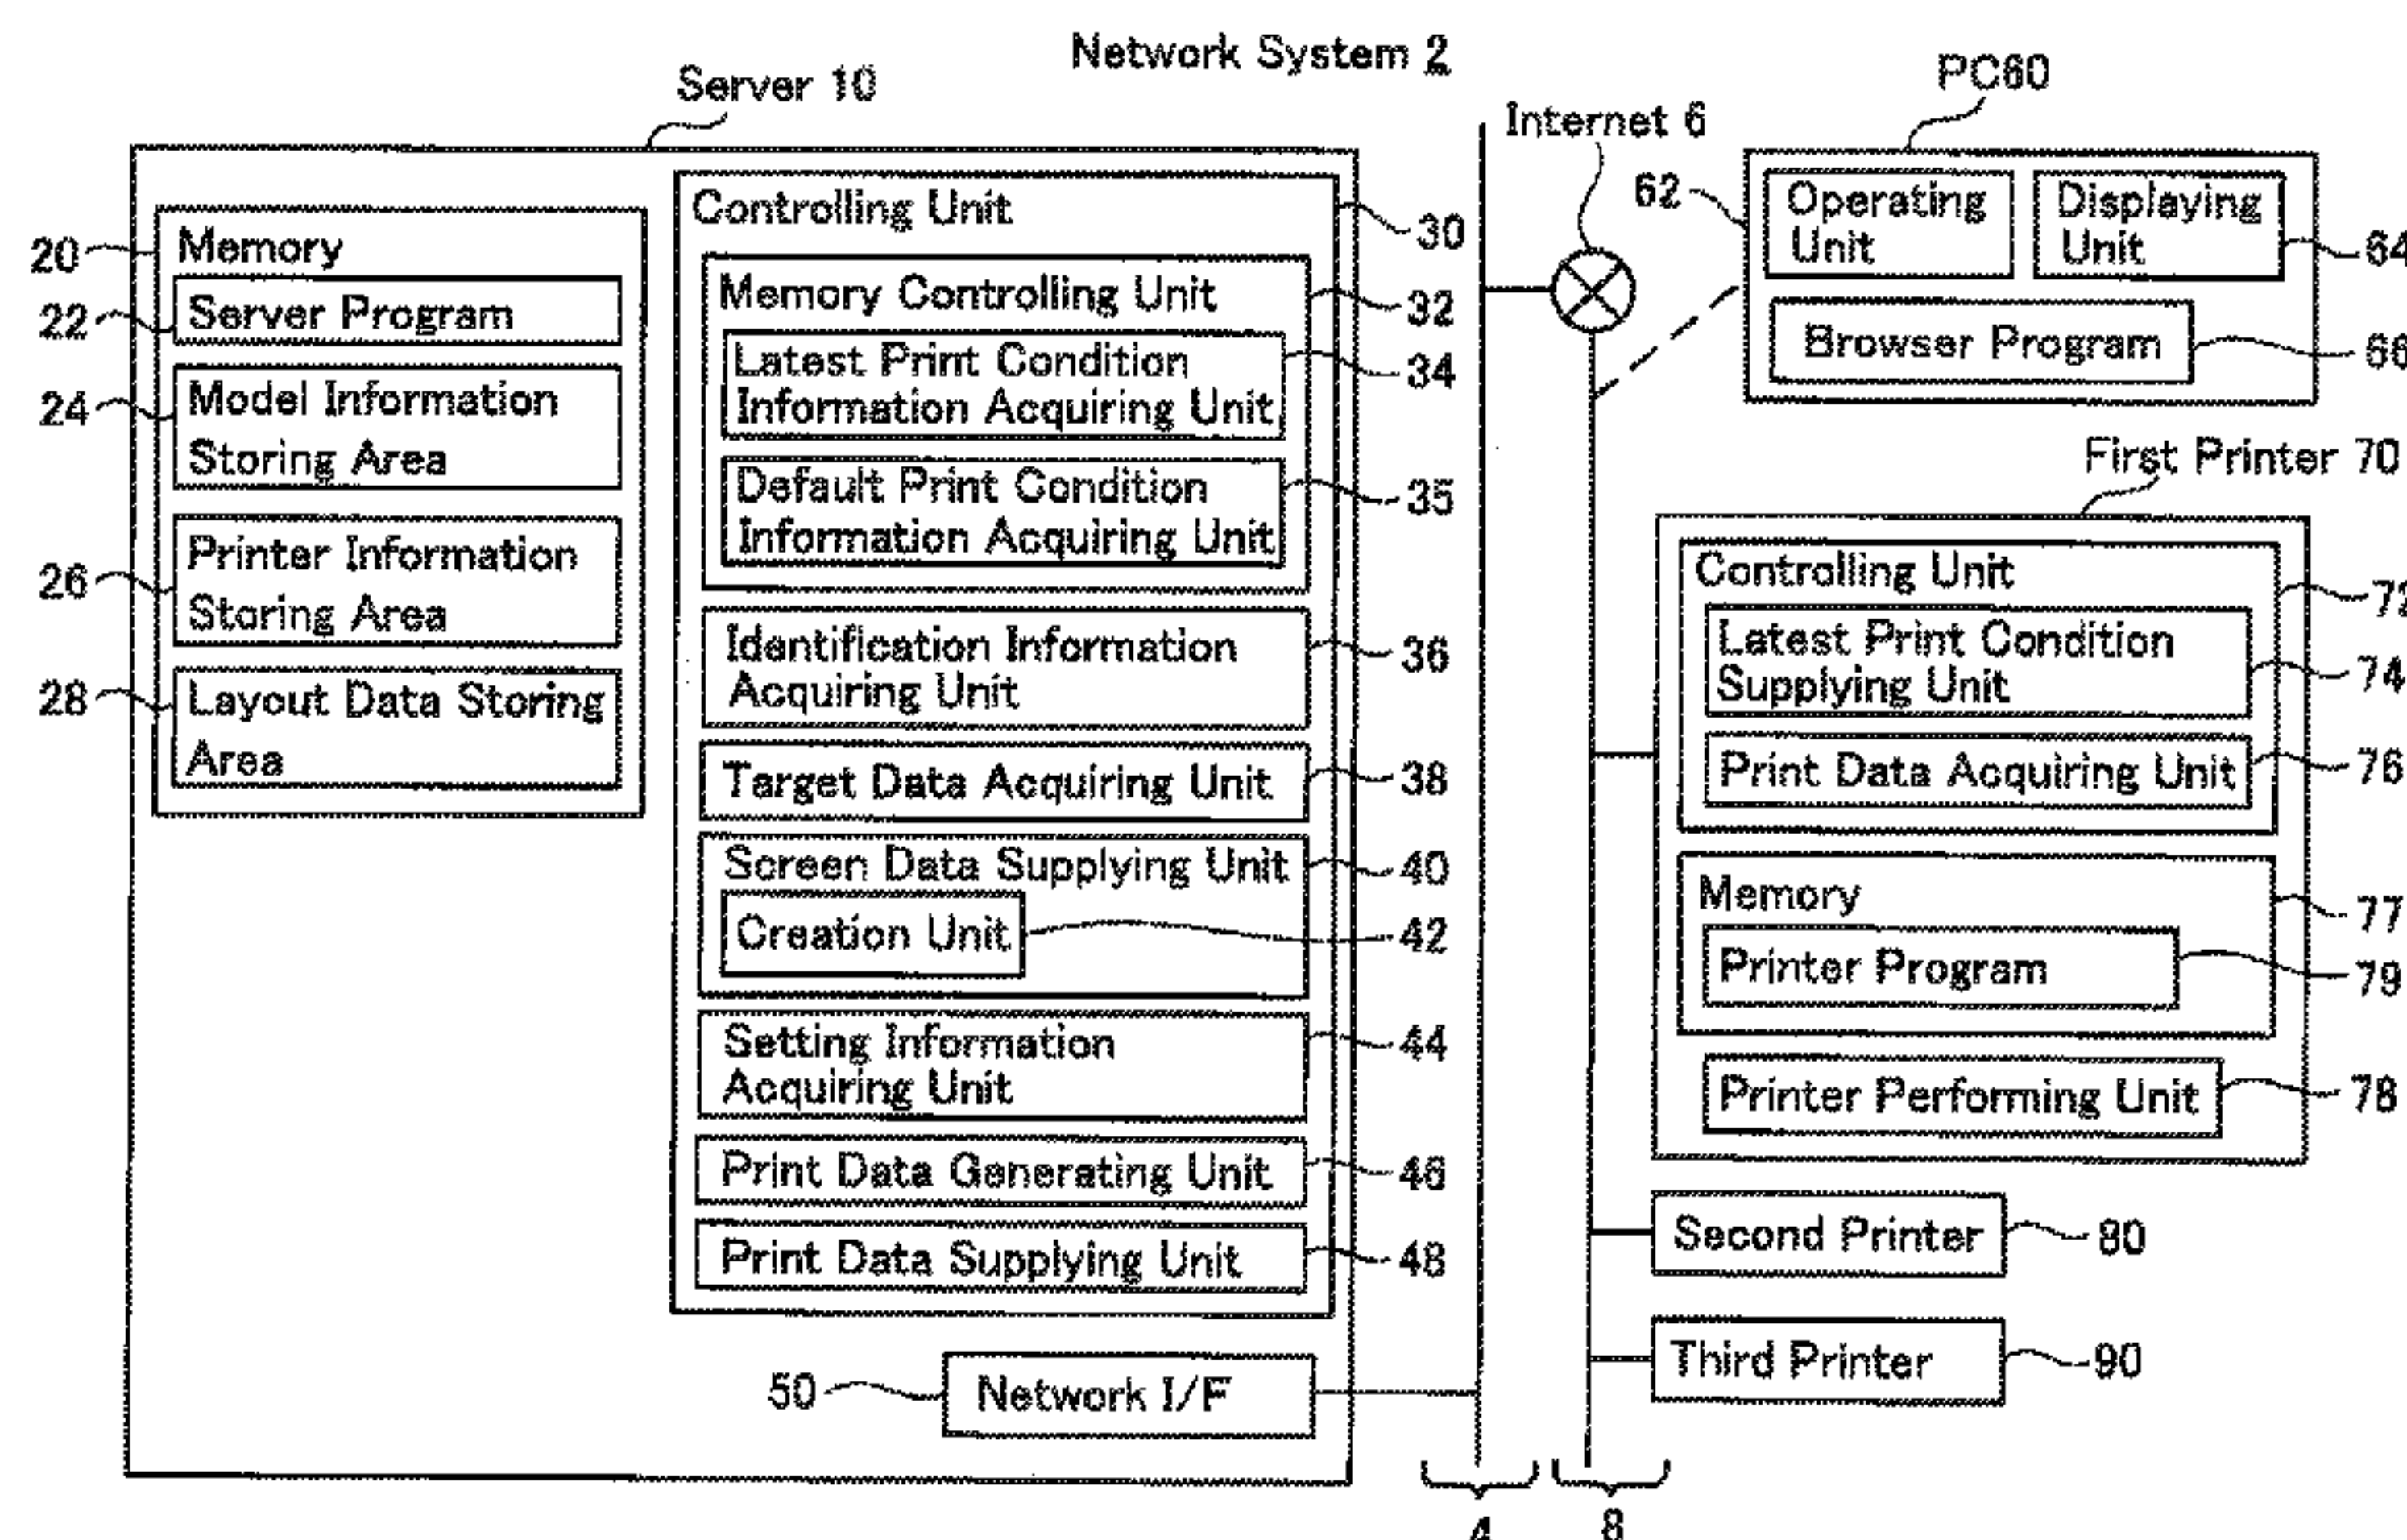 Network System 2
Server 10
Internet 6
PC60
20
Memory
22
Server Program
24
Model Information
Storing Area
26
Printer Information
Storing Area
28
Layout Data Storing
Area
Controlling Unit
30
Memory Controlling Unit
32
Latest Print Condition
Information Acquiring Unit
34
Default Print Condition
Information Acquiring Unit
35
Identification Information
Acquiring Unit
36
Target Data Acquiring Unit
38
Screen Data Supplying Unit
40
Creation Unit
42
Setting Information
Acquiring Unit
44
Print Data Generating Unit
46
Print Data Supplying Unit
48
50
Network I/F
4
8
62
Operating
Unit
Displaying
Unit
64
Browser Program
66
First Printer 70
Controlling Unit
72
Latest Print Condition
Supplying Unit
74
Print Data Acquiring Unit
76
Memory
77
Printer Program
79
Printer Performing Unit
78
Second Printer
80
Third Printer
90